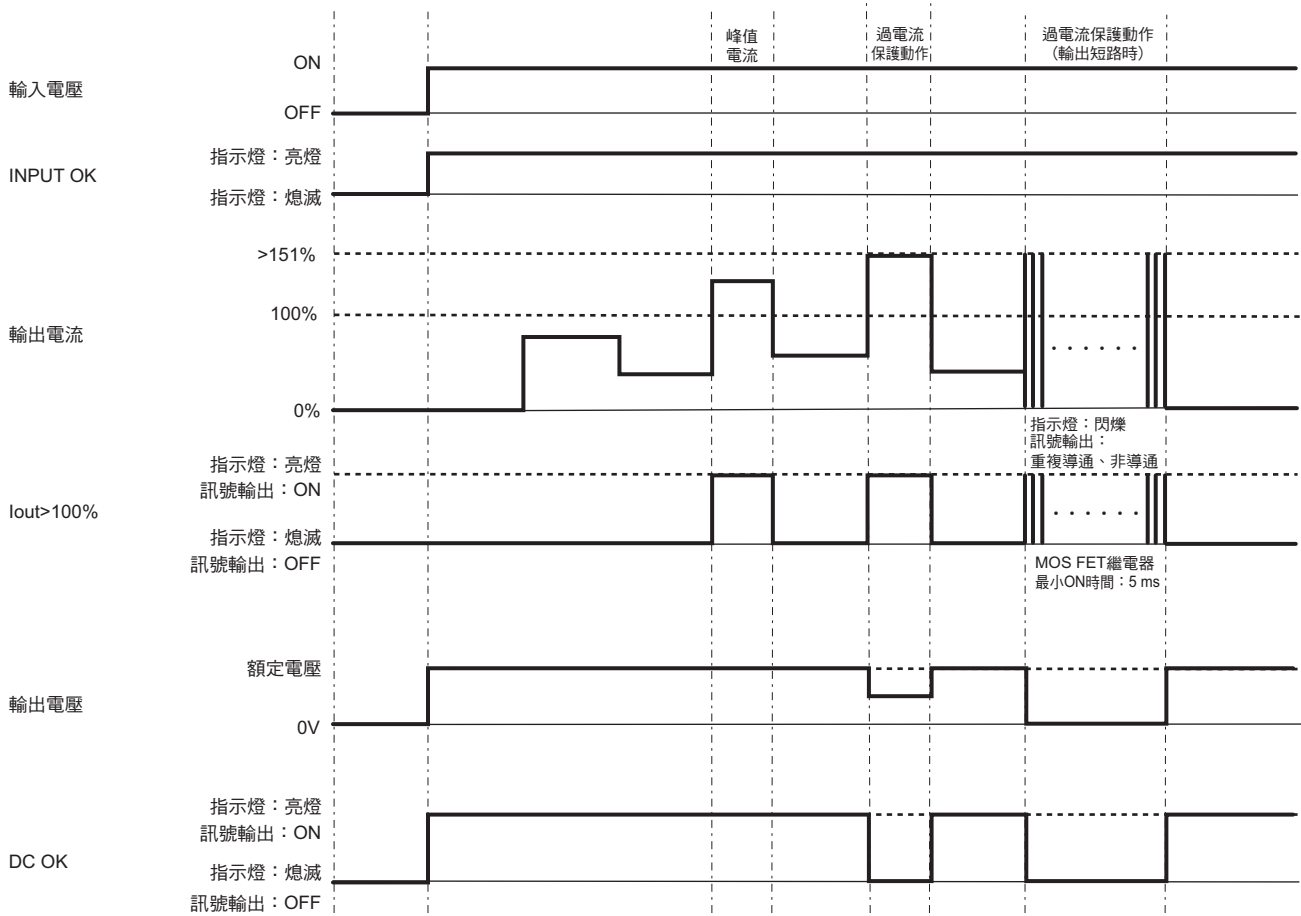 峰值
電流
過電流
保護動作
過電流保護動作
（輸出短路時）
輸入電壓
ON
OFF
INPUT OK
指示燈：亮燈
指示燈：熄滅
輸出電流
>151%
100%
0%
指示燈：閃爍
訊號輸出：
重複導通、非導通
Iout>100%
指示燈：亮燈
訊號輸出：ON
指示燈：熄滅
訊號輸出：OFF
MOS FET繼電器
最小ON時間：5 ms
輸出電壓
額定電壓
0V
DC OK
指示燈：亮燈
訊號輸出：ON
指示燈：熄滅
訊號輸出：OFF